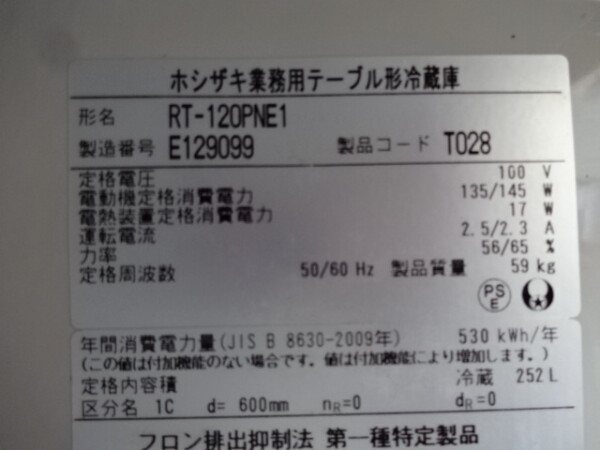 ホシザキ業務用テーブル形冷蔵庫
形名 RT-120PNE1
製造番号 E129099 製品コード T028
定格電圧 100 V
電動機定格消費電力 135/145 W
電熱装置定格消費電力 17 W
運転電流 2.5/2.3 A
力率 56/65 %
定格周波数 50/60 Hz 製品質量 59 kg
PS E
年間消費電力量(JIS B 8630-2009年) 530 kWh/年
(この値は付加機能のない場合です。値は付加機能により増加します。)
定格内容積 冷蔵 252 L
区分名 1C d= 600mm nR=0 dR=0
フロン排出抑制法 第一種特定製品